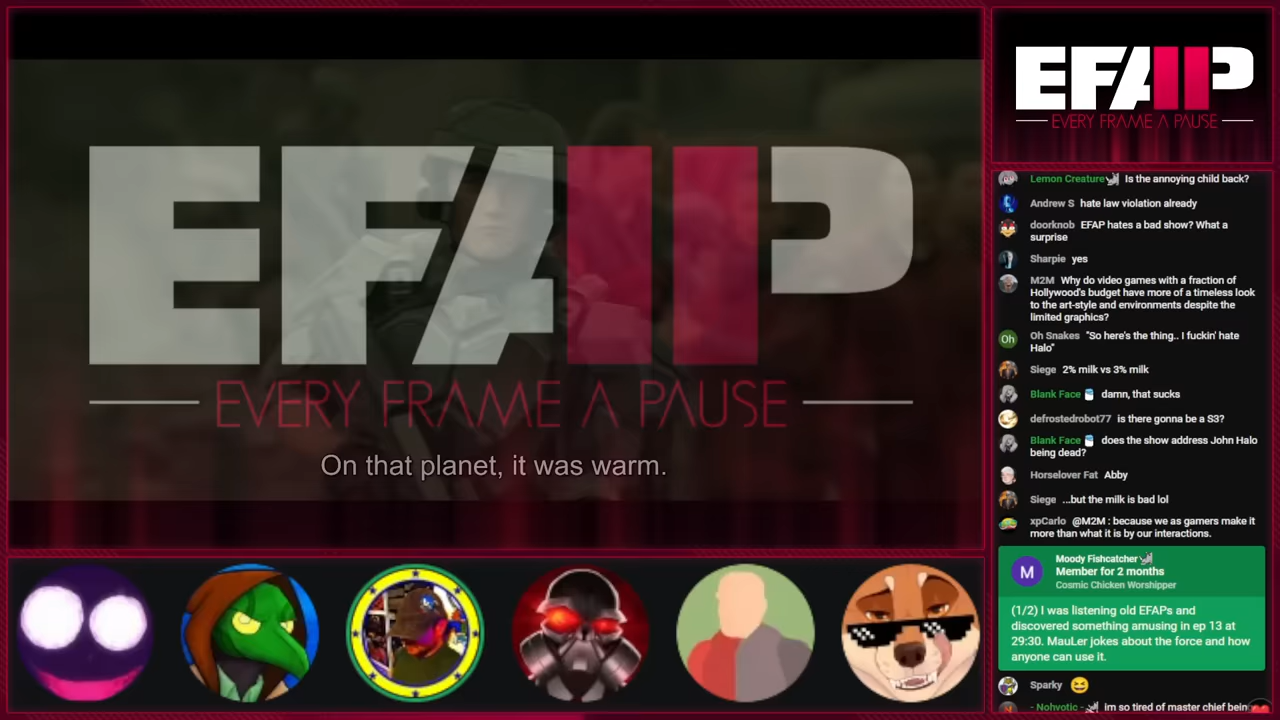 EFAP
EVERY FRAME A PAUSE
On that planet, it was warm.
EFAP
EVERY FRAME A PAUSE
Lemon Creature Is the annoying child back?
Andrew S hate law violation already
doorknob EFAP hates a bad show? What a
surprise
Sharpie yes
M2M Why do video games with a fraction of
Hollywood's budget have more of a timeless look
to the art-style and environments despite the
limited graphics?
Oh
Oh Snakes "So here's the thing.. I fuckin' hate
Halo"
Siege 2% milk vs 3% milk
Blank Face damn, that sucks
defrostedrobot77 is there gonna be a S3?
Blank Face does the show address John Halo
being dead?
Horselover Fat Abby
Siege ...but the milk is bad lol
xpCarlo @M2M : because we as gamers make it
more than what it is by our interactions.
M
Moody Fishcatcher
Member for 2 months
Cosmic Chicken Worshipper
(1/2) I was listening old EFAPs and
discovered something amusing in ep 13 at
29:30. MauLer jokes about the force and how
anyone can use it.
Sparky 😆
- Nohvotic - im so tired of master chief bein